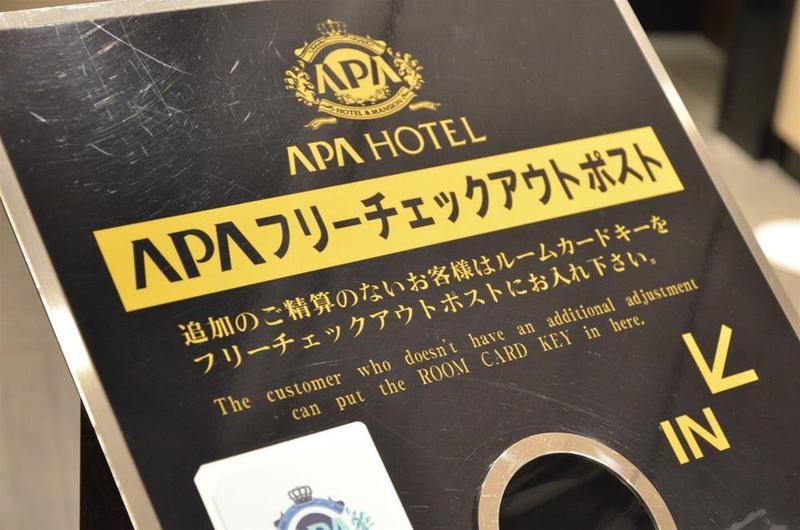 APA
HOTEL & MANSION
APA HOTEL
APAフリーチェックアウトポスト
追加のご精算のないお客様はルームカードキーを
フリーチェックアウトポストにお入れ下さい。
The customer who doesn't have an additional adjustment
can put the ROOM CARD KEY in here.
IN
APA